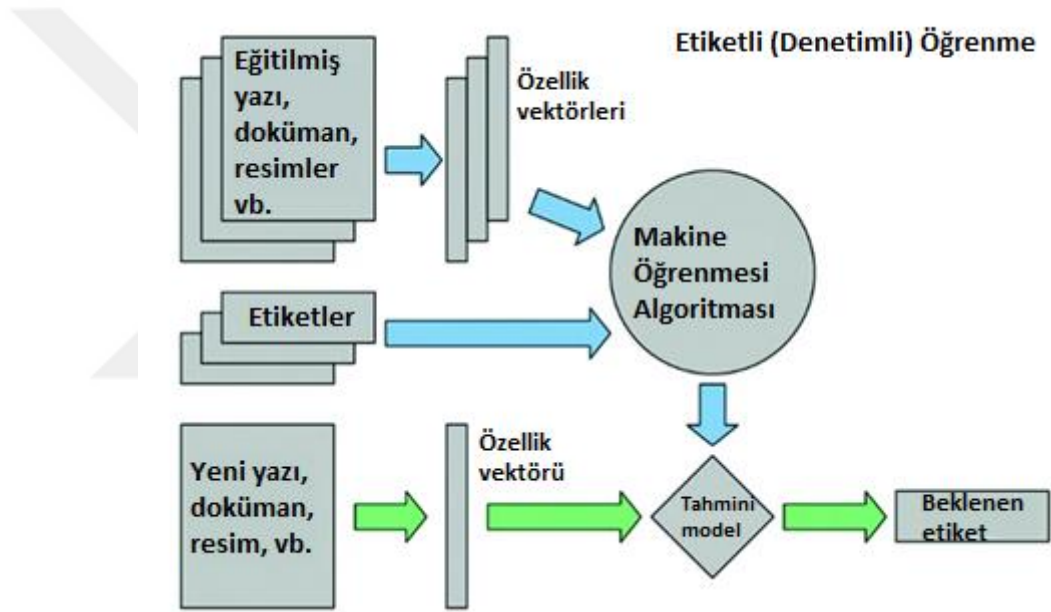 Etiketli (Denetimli) Öğrenme
Eğitilmiş
yazı,
doküman,
resimler
vb.
Özellik
vektörleri
Makine
Öğrenmesi
Algoritması
Etiketler
Yeni yazı,
doküman,
resim, vb.
Özellik
vektörü
Tahmini
model
Beklenen
etiket